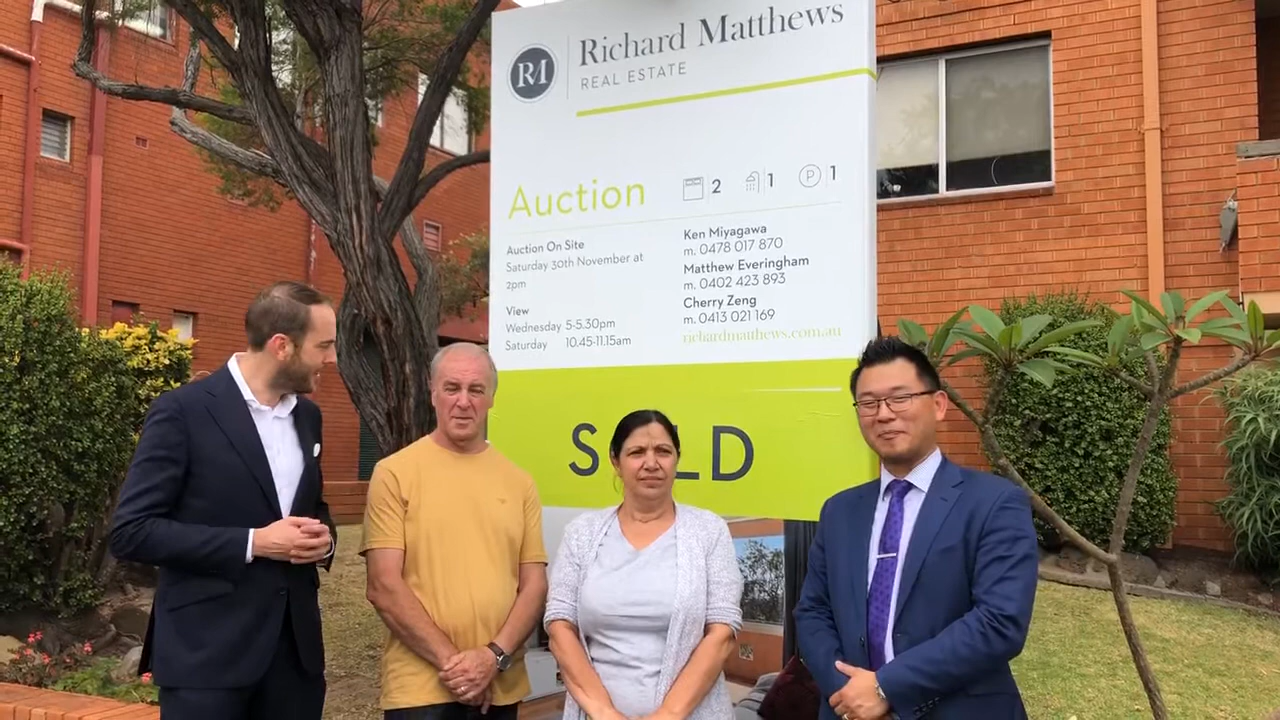 RM
Richard Matthews
REAL ESTATE
Auction
2 1 P 1
Auction On Site
Saturday 30th November at
2pm
View
Wednesday 5-5.30pm
Saturday 10.45-11.15am
Ken Miyagawa
m. 0478 017 870
Matthew Everingham
m. 0402 423 893
Cherry Zeng
m. 0413 021 169
richardmatthews.com.au
S LD